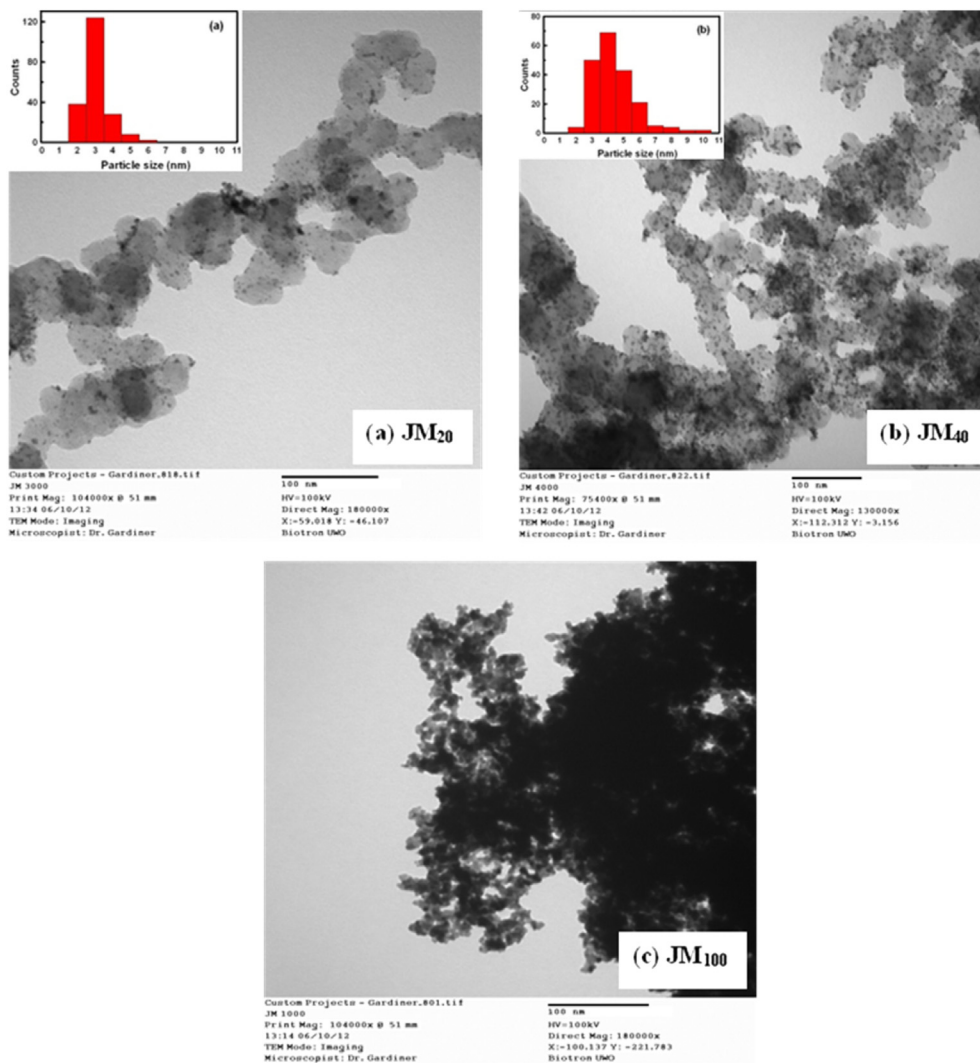 (a)
Counts
120
80
40
0
0 1 2 3 4 5 6 7 8 9 10 11
Particle size (nm)
(a) JM20
Custom Projects - Gardiner.818.tif
JM 3000
Print Mag: 104000x @ 51 mm
13:34 06/10/12
TEM Mode: Imaging
Microscopist: Dr. Gardiner
100 nm
HV=100kV
Direct Mag: 180000x
X:-59.018 Y: -46.107
Biotron UWO
(b)
Counts
80
60
40
20
0
0 1 2 3 4 5 6 7 8 9 10 11
Particle size (nm)
(b) JM40
Custom Projects - Gardiner.822.tif
JM 4000
Print Mag: 75400x @ 51 mm
13:42 06/10/12
TEM Mode: Imaging
Microscopist: Dr. Gardiner
100 nm
HV=100kV
Direct Mag: 130000x
X:-112.312 Y: -3.156
Biotron UWO
(c) JM100
Custom Projects - Gardiner.801.tif
JM 1000
Print Mag: 104000x @ 51 mm
13:14 06/10/12
TEM Mode: Imaging
Microscopist: Dr. Gardiner
100 nm
HV=100kV
Direct Mag: 180000x
X:-100.137 Y: -221.783
Biotron UWO